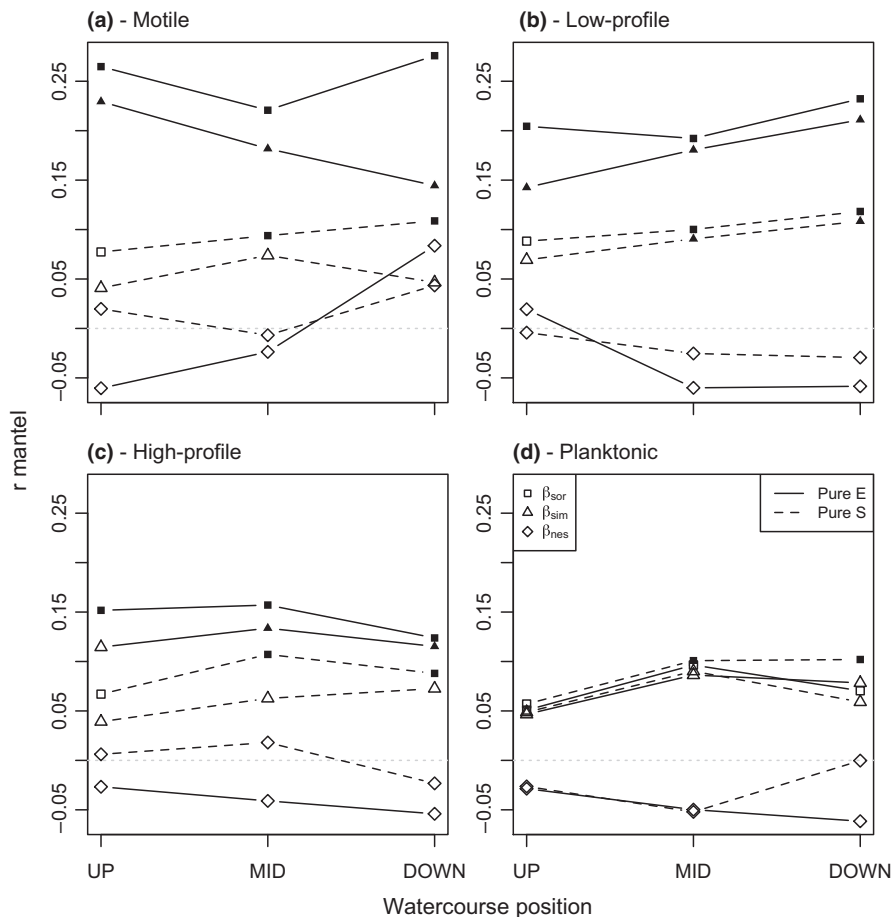 (a) - Motile
(b) - Low-profile
0.25
0.15
0.05
−0.05
(c) - High-profile
(d) - Planktonic
0.25
0.15
0.05
−0.05
0.25
0.15
0.05
−0.05
0.25
0.15
0.05
−0.05
βsor
βsim
βnes
Pure E
Pure S
r mantel
UP MID DOWN
UP MID DOWN
Watercourse position